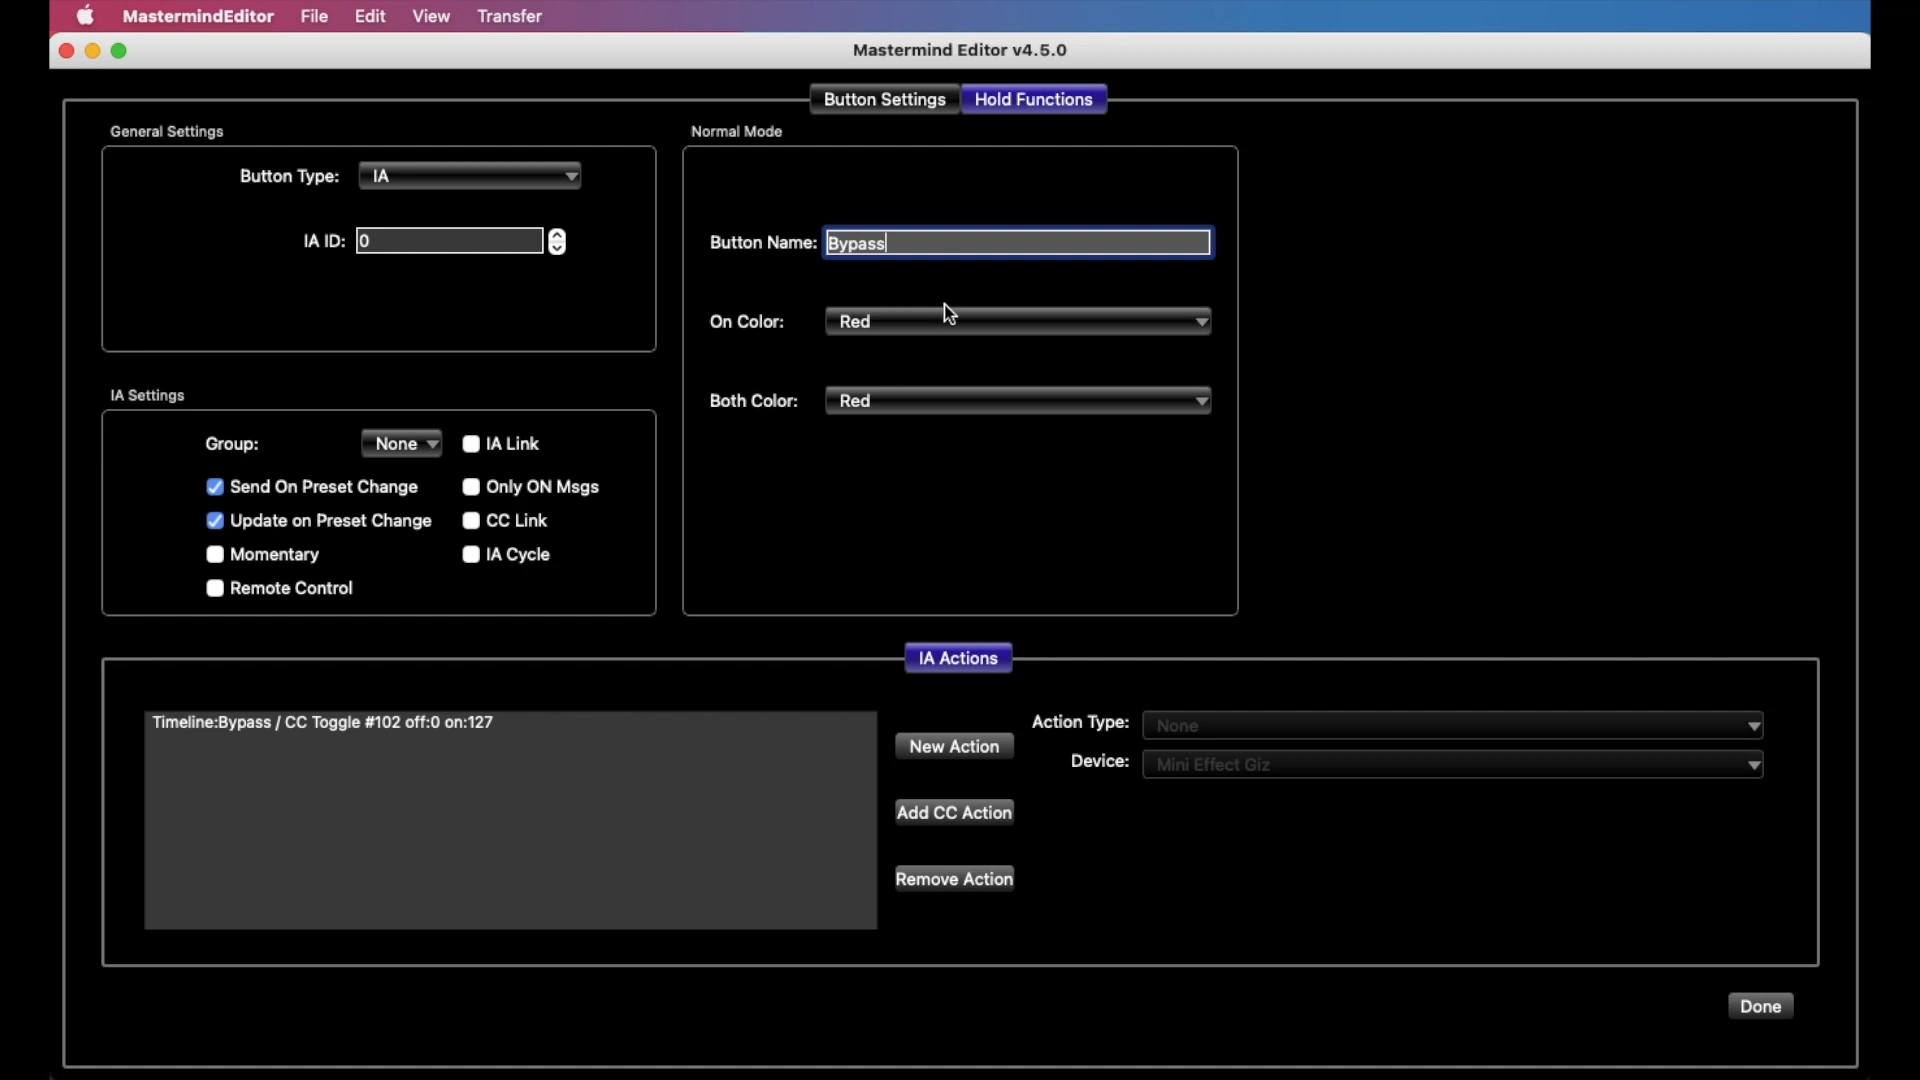 MastermindEditor File Edit View Transfer
Mastermind Editor v4.5.0
Button Settings Hold Functions
General Settings
Button Type: IA
IA ID: 0
Normal Mode
Button Name: Bypass
On Color: Red
Both Color: Red
IA Settings
Group: None IA Link
Send On Preset Change Only ON Msgs
Update on Preset Change CC Link
Momentary IA Cycle
Remote Control
IA Actions
Timeline:Bypass / CC Toggle #102 off:0 on:127
New Action
Add CC Action
Remove Action
Action Type: None
Device: Mini Effect Giz
Done